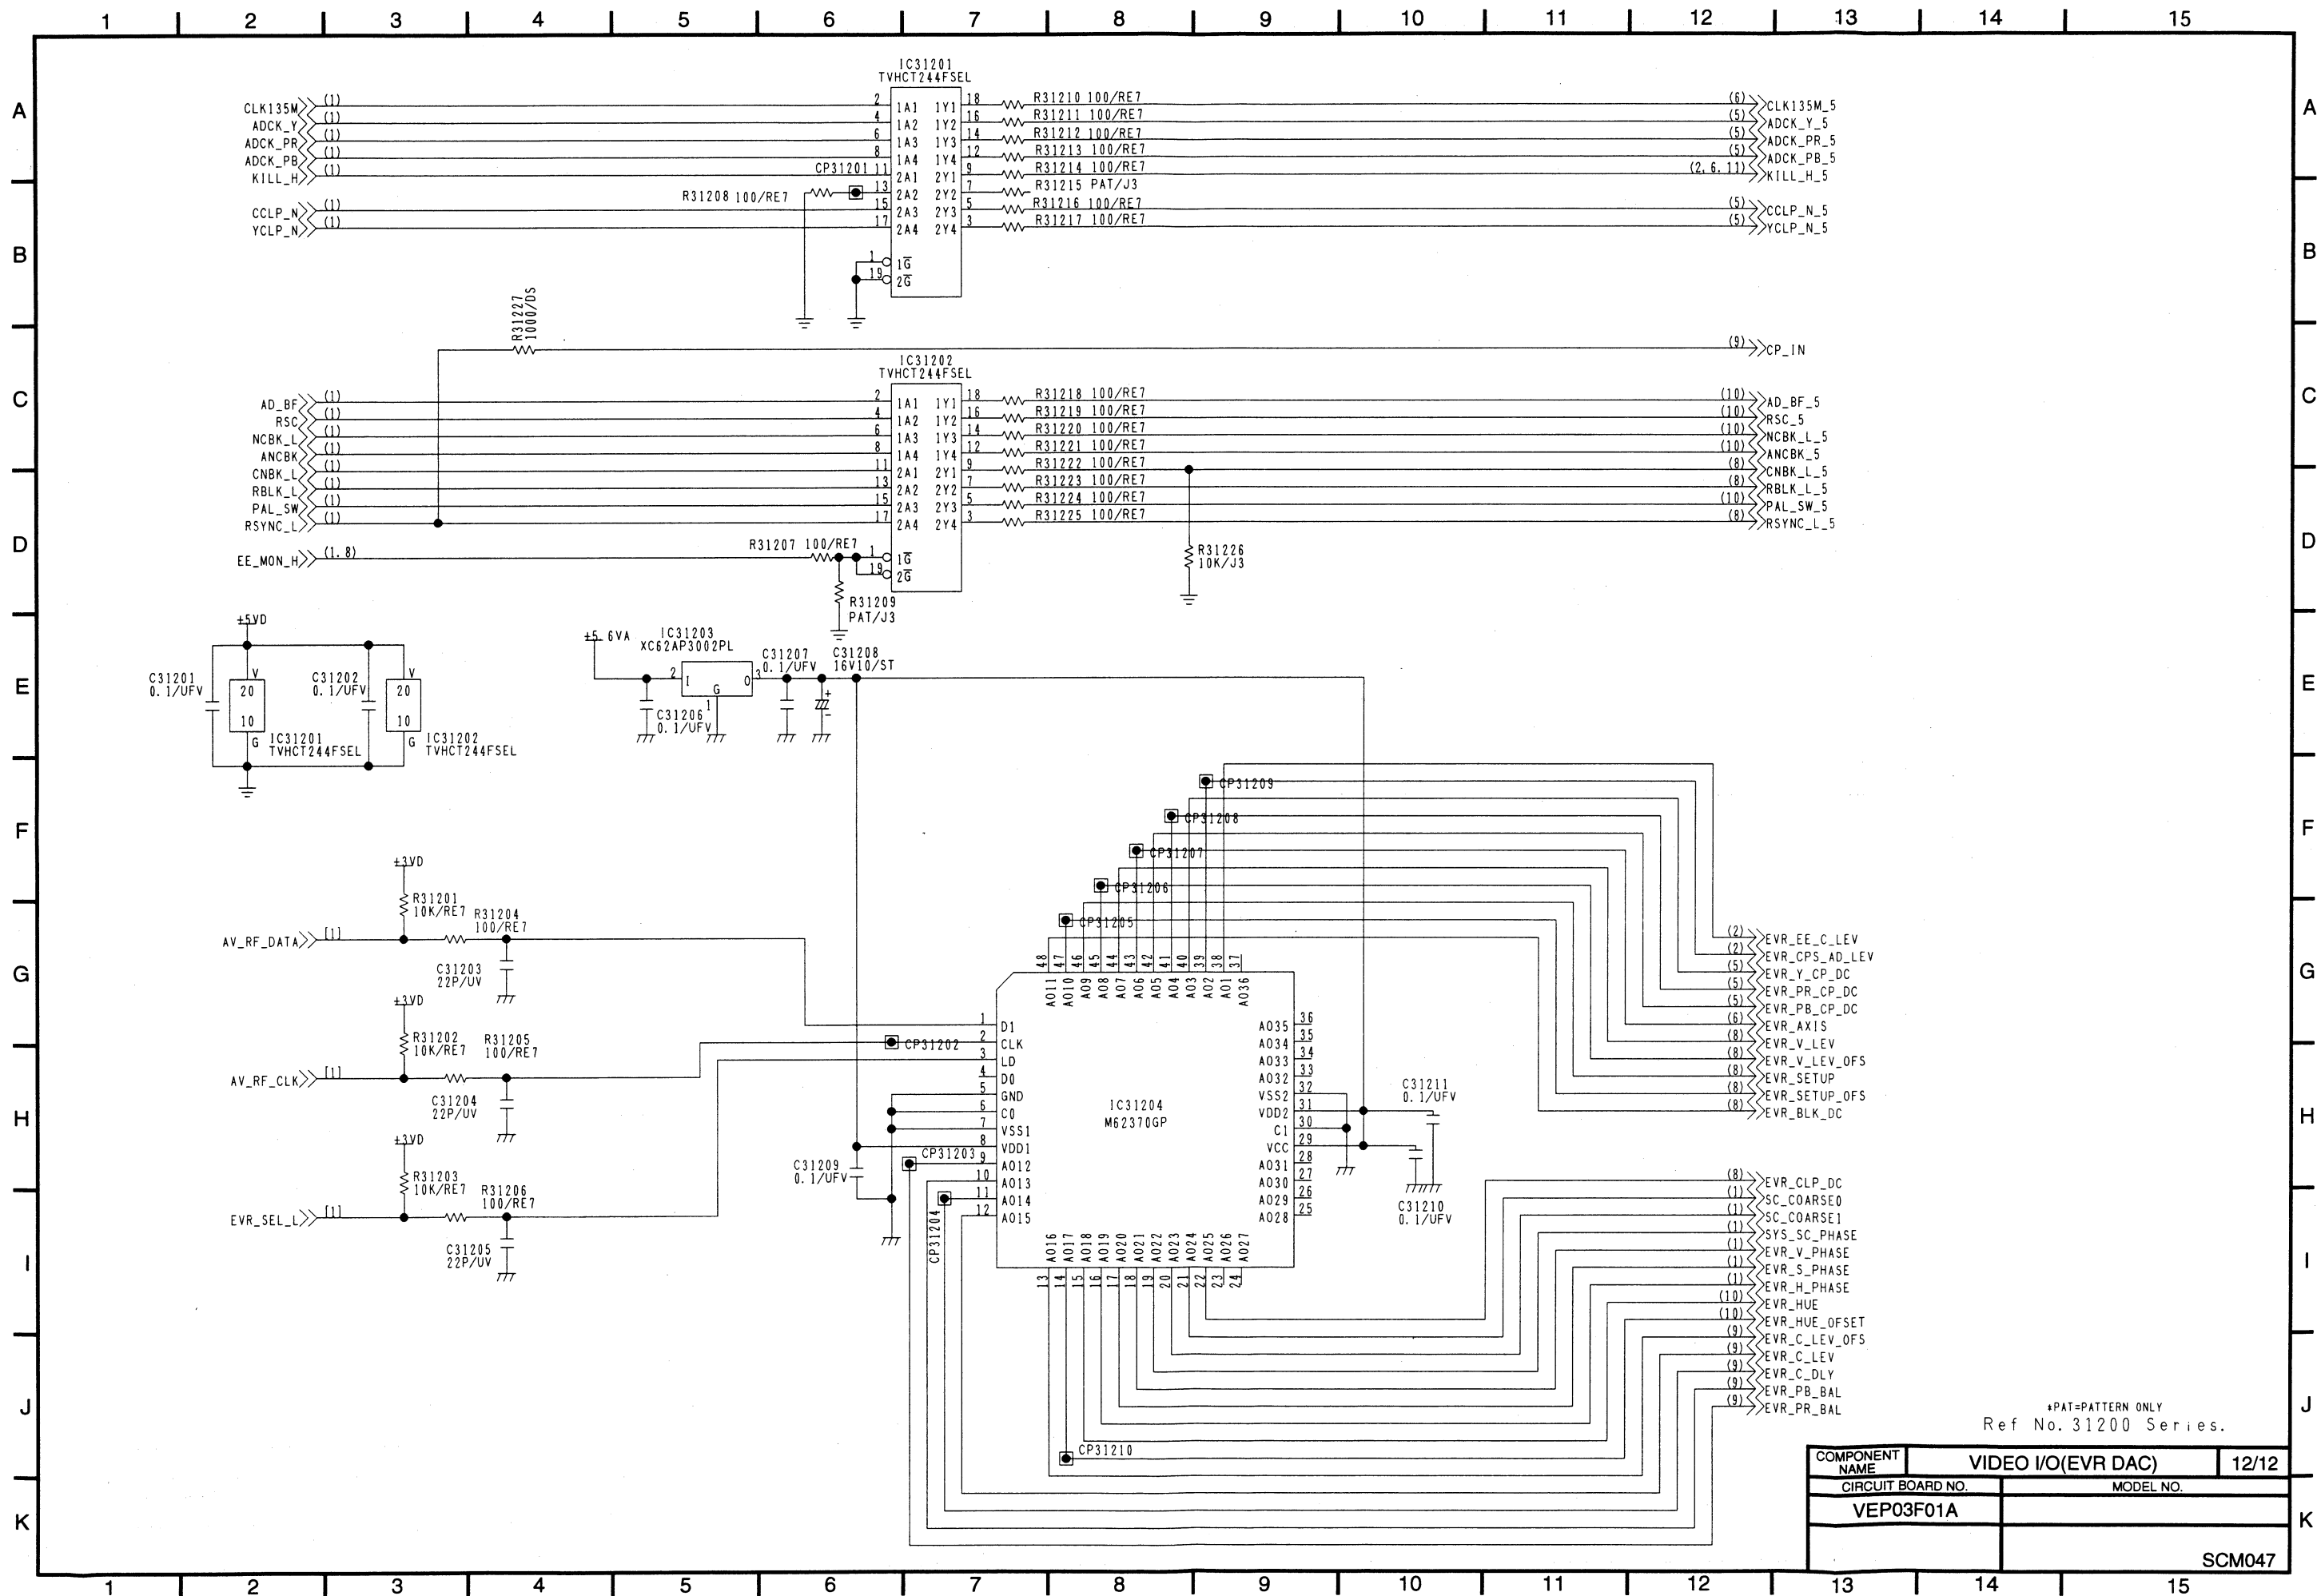 1 2 3 4 5 6 7 8 9 10 11 12 13 14 15
A A
IC31201
TVHCT244FSEL
CLK135M (1) 2 1A1 1Y1 18 R31210 100/RE7 (6) CLK135M_5
ADCK_Y (1) 4 1A2 1Y2 16 R31211 100/RE7 (5) ADCK_Y_5
ADCK_PR (1) 6 1A3 1Y3 14 R31212 100/RE7 (5) ADCK_PR_5
ADCK_PB (1) 8 1A4 1Y4 12 R31213 100/RE7 (5) ADCK_PB_5
KILL_H (1) CP31201 11 2A1 2Y1 9 R31214 100/RE7 (2,6.11) KILL_H_5
R31208 100/RE7 13 2A2 2Y2 7 R31215 PAT/J3
CCLP_N (1) 15 2A3 2Y3 5 R31216 100/RE7 (5) CCLP_N_5
YCLP_N (1) 17 2A4 2Y4 3 R31217 100/RE7 (5) YCLP_N_5
B B
1 1G
19 2G
R31227
1000/DS
(9) CP_IN
IC31202
TVHCT244FSEL
C C
AD_BF (1) 2 1A1 1Y1 18 R31218 100/RE7 (10) AD_BF_5
RSC (1) 4 1A2 1Y2 16 R31219 100/RE7 (10) RSC_5
NCBK_L (1) 6 1A3 1Y3 14 R31220 100/RE7 (10) NCBK_L_5
ANCBK (1) 8 1A4 1Y4 12 R31221 100/RE7 (10) ANCBK_5
CNBK_L (1) 11 2A1 2Y1 9 R31222 100/RE7 (8) CNBK_L_5
RBLK_L (1) 13 2A2 2Y2 7 R31223 100/RE7 (8) RBLK_L_5
PAL_SW (1) 15 2A3 2Y3 5 R31224 100/RE7 (10) PAL_SW_5
RSYNC_L (1) 17 2A4 2Y4 3 R31225 100/RE7 (8) RSYNC_L_5
D D
EE_MON_H (1.8) R31207 100/RE7 1 1G
19 2G
R31226
10K/J3
R31209
PAT/J3
+5VD
+5.6VA
IC31203
XC62AP3002PL
C31207
0.1/UFV
C31208
16V10/ST
E E
C31201
0.1/UFV
V
20
10
G
IC31201
TVHCT244FSEL
C31202
0.1/UFV
V
20
10
G
IC31202
TVHCT244FSEL
2 I G O 3
1
C31206
0.1/UFV
+
-
F F
CP31209
CP31208
CP31207
CP31206
CP31205
+3VD
R31201
10K/RE7
R31204
100/RE7
AV_RF_DATA [1]
C31203
22P/UV
G G
+3VD
R31202
10K/RE7
R31205
100/RE7
AV_RF_CLK [1]
C31204
22P/UV
H H
+3VD
R31203
10K/RE7
R31206
100/RE7
EVR_SEL_L [1]
C31205
22P/UV
I I
48 47 46 45 44 43 42 41 40 39 38 37
AO11 AO10 AO9 AO8 AO7 AO6 AO5 AO4 AO3 AO2 AO1 AO36
1 D1
CP31202 2 CLK
3 LD
4 D0
5 GND
6 C0
7 VSS1
8 VDD1
CP31203 9 AO12
10 AO13
11 AO14
12 AO15
CP31204
C31209
0.1/UFV
IC31204
M62370GP
AO35 36
AO34 35
AO33 34
AO32 33
VSS2 32
VDD2 31
C1 30
VCC 29
AO31 28
AO30 27
AO29 26
AO28 25
C31211
0.1/UFV
C31210
0.1/UFV
AO16 AO17 AO18 AO19 AO20 AO21 AO22 AO23 AO24 AO25 AO26 AO27
13 14 15 16 17 18 19 20 21 22 23 24
CP31210
(2) EVR_EE_C_LEV
(2) EVR_CPS_AD_LEV
(5) EVR_Y_CP_DC
(5) EVR_PR_CP_DC
(5) EVR_PB_CP_DC
(6) EVR_AXIS
(8) EVR_V_LEV
(8) EVR_V_LEV_OFS
(8) EVR_SETUP
(8) EVR_SETUP_OFS
(8) EVR_BLK_DC
(8) EVR_CLP_DC
(1) SC_COARSE0
(1) SC_COARSE1
(1) SYS_SC_PHASE
(1) EVR_V_PHASE
(1) EVR_S_PHASE
(1) EVR_H_PHASE
(10) EVR_HUE
(10) EVR_HUE_OFSET
(9) EVR_C_LEV_OFS
(9) EVR_C_LEV
(9) EVR_C_DLY
(9) EVR_PB_BAL
(9) EVR_PR_BAL
J J
*PAT=PATTERN ONLY
Ref No.31200 Series.
COMPONENT NAME VIDEO I/O(EVR DAC) 12/12
CIRCUIT BOARD NO. MODEL NO.
VEP03F01A
K K
SCM047
1 2 3 4 5 6 7 8 9 10 11 12 13 14 15